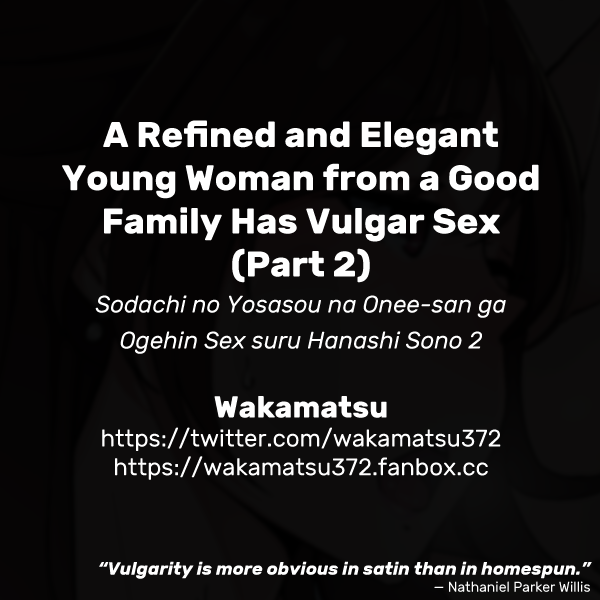 A Refined and Elegant
Young Woman from a Good
Family Has Vulgar Sex
(Part 2)
Sodachi no Yosasou na Onee-san ga
Ogehin Sex suru Hanashi Sono 2
Wakamatsu
https://twitter.com/wakamatsu372
https://wakamatsu372.fanbox.cc
“Vulgarity is more obvious in satin than in homespun.”
— Nathaniel Parker Willis